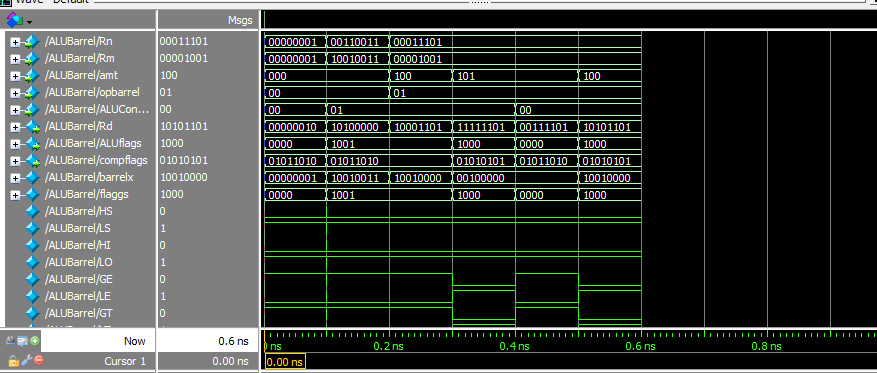 Wave - Default
Msgs
/ALUBarrel/Rn 00011101 00000001 00110011 00011101
/ALUBarrel/Rm 00001001 00000001 10010011 00001001
/ALUBarrel/amt 100 000 100 101 100
/ALUBarrel/opbarrel 01 00 01
/ALUBarrel/ALUCon... 00 00 01 00
/ALUBarrel/Rd 10101101 00000010 10100000 10001101 11111101 00111101 10101101
/ALUBarrel/ALUflags 1000 0000 1001 1000 0000 1000
/ALUBarrel/compflags 01010101 01011010 01011010 01010101 01011010 01010101
/ALUBarrel/barrelx 10010000 00000001 10010011 10010000 00100000 10010000
/ALUBarrel/flaggs 1000 0000 1001 1000 0000 1000
/ALUBarrel/HS 0
/ALUBarrel/LS 1
/ALUBarrel/HI 0
/ALUBarrel/LO 1
/ALUBarrel/GE 0
/ALUBarrel/LE 1
/ALUBarrel/GT 0
Now 0.6 ns 0 ns 0.2 ns 0.4 ns 0.6 ns 0.8 ns
Cursor 1 0.00 ns 0.00 ns